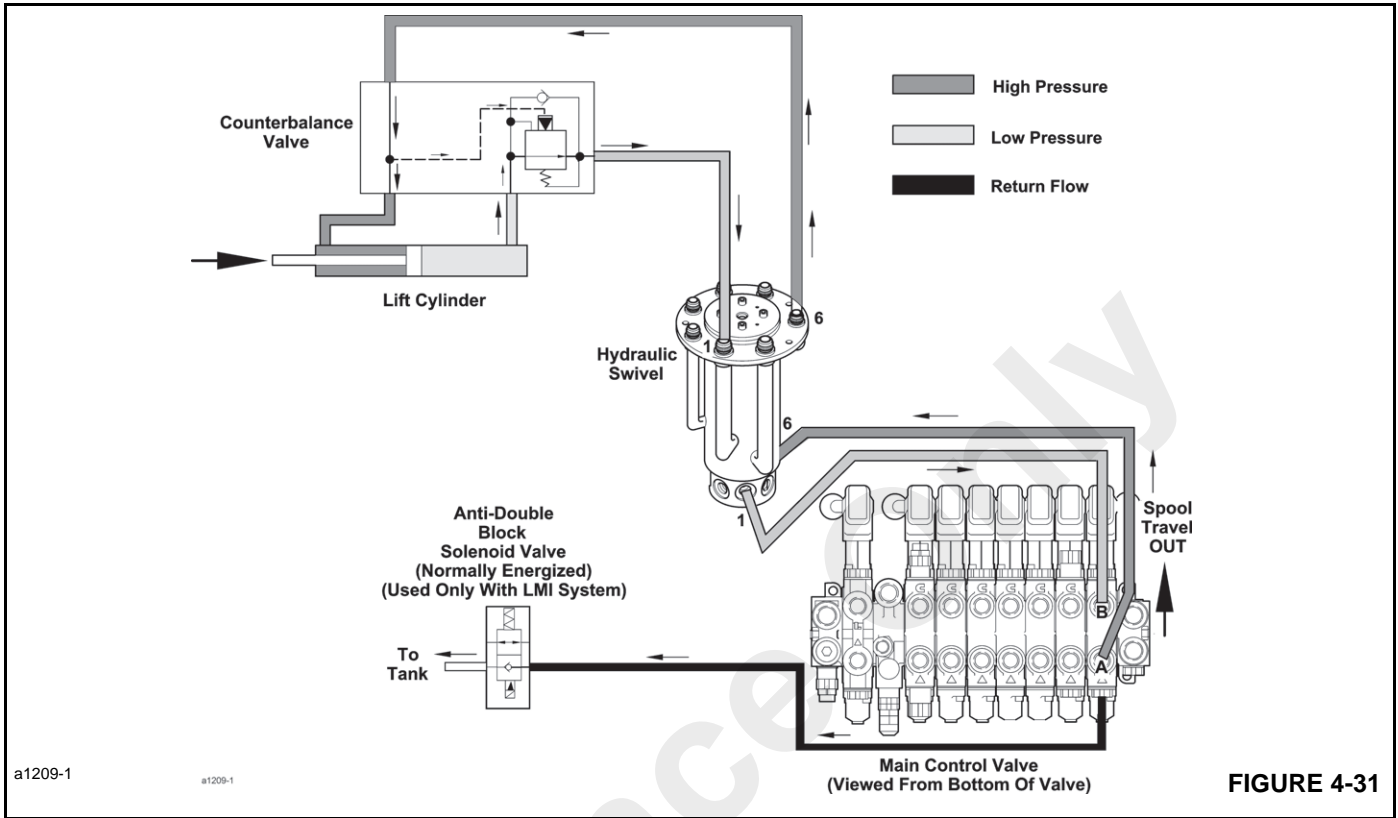 High Pressure
Low Pressure
Return Flow
Counterbalance
Valve
Lift Cylinder
6
1
Hydraulic
Swivel
6
1
Spool
Travel
OUT
B
A
Anti-Double
Block
Solenoid Valve
(Normally Energized)
(Used Only With LMI System)
To
Tank
Main Control Valve
(Viewed From Bottom Of Valve)
a1209-1
a1209-1
FIGURE 4-31
nce only